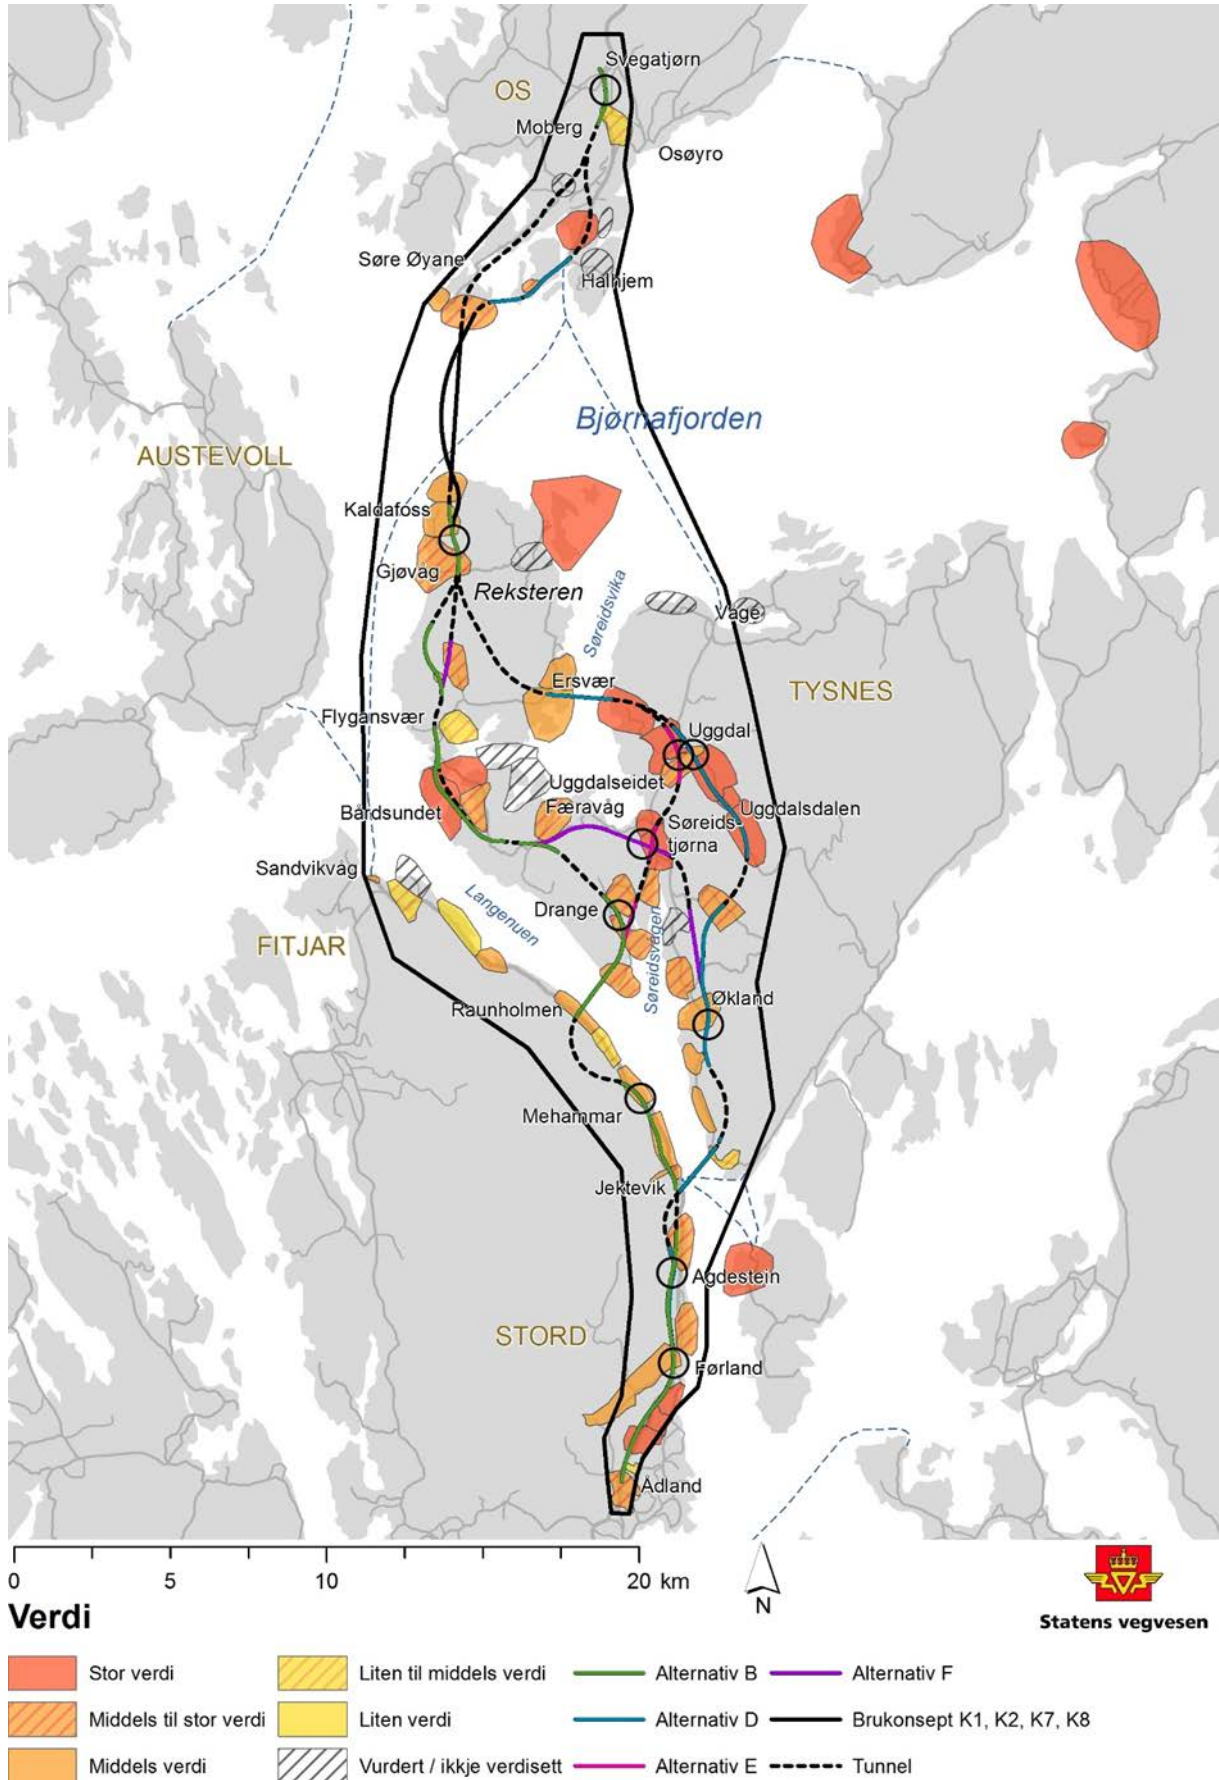 Svegatjørn
OS
Moberg
Osøyro
Søre Øyane
Halhjem
Bjørnafjorden
AUSTEVOLL
Kaldafoss
Gjøvåg
Reksteren
Søreidsvika
Våge
Ersvær
TYSNES
Flygansvær
Uggdal
Uggdalseidet
Bårdsundet
Færavåg
Uggdalsdalen
Søreids-
tjørna
Sandvikvåg
Langenuen
Drange
FITJAR
Søreidsvågen
Raunholmen
Økland
Mehammar
Jektevik
Agdestein
STORD
Førland
Ådland
0 5 10 20 km
N
Verdi
Statens vegvesen
Stor verdi
Middels til stor verdi
Middels verdi
Liten til middels verdi
Liten verdi
Vurdert / ikkje verdisett
Alternativ B
Alternativ D
Alternativ E
Alternativ F
Brukonsept K1, K2, K7, K8
Tunnel